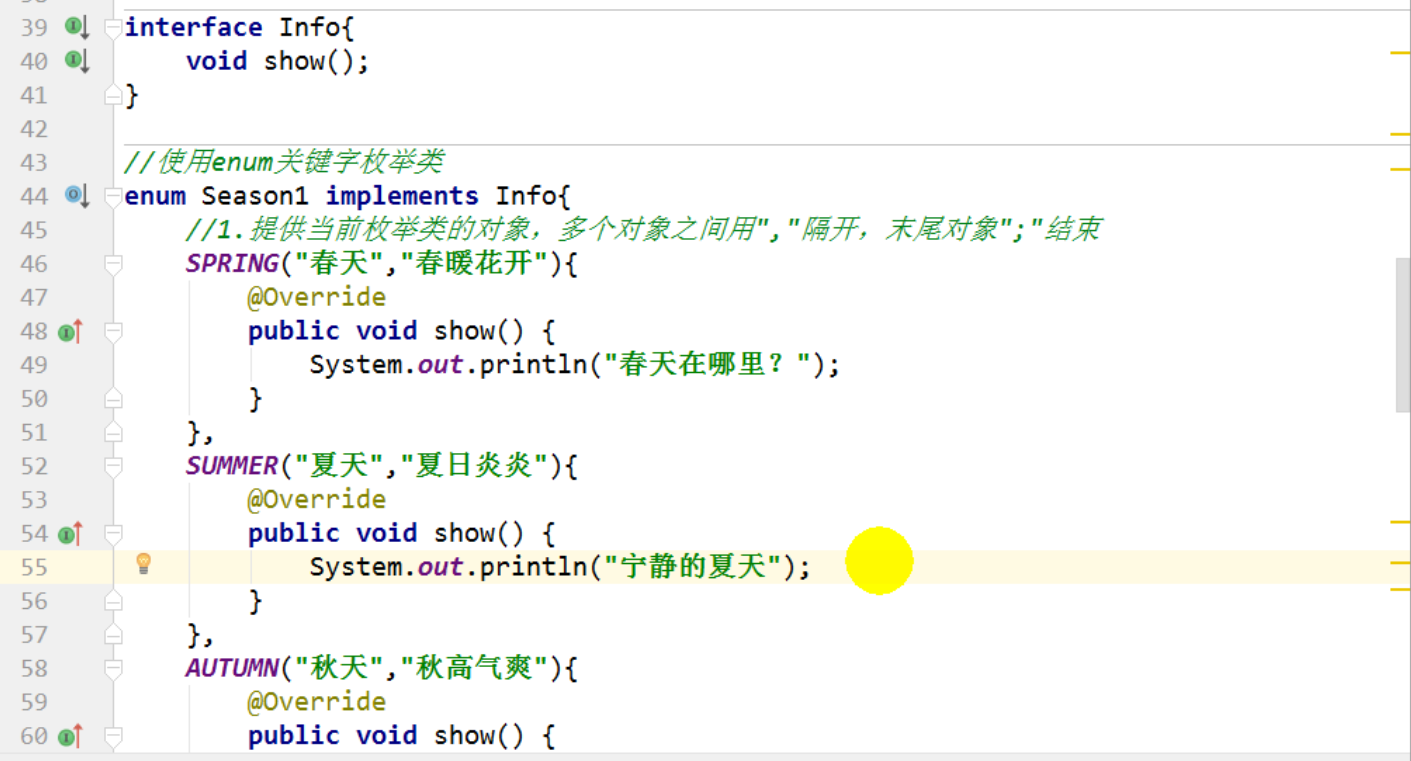 39 interface Info{
40 void show();
41 }
42
43 //使用enum关键字枚举类
44 enum Season1 implements Info{
45 //1.提供当前枚举类的对象，多个对象之间用","隔开，末尾对象";"结束
46 SPRING("春天","春暖花开"){
47 @Override
48 public void show() {
49 System.out.println("春天在哪里？");
50 }
51 },
52 SUMMER("夏天","夏日炎炎"){
53 @Override
54 public void show() {
55 System.out.println("宁静的夏天");
56 }
57 },
58 AUTUMN("秋天","秋高气爽"){
59 @Override
60 public void show() {